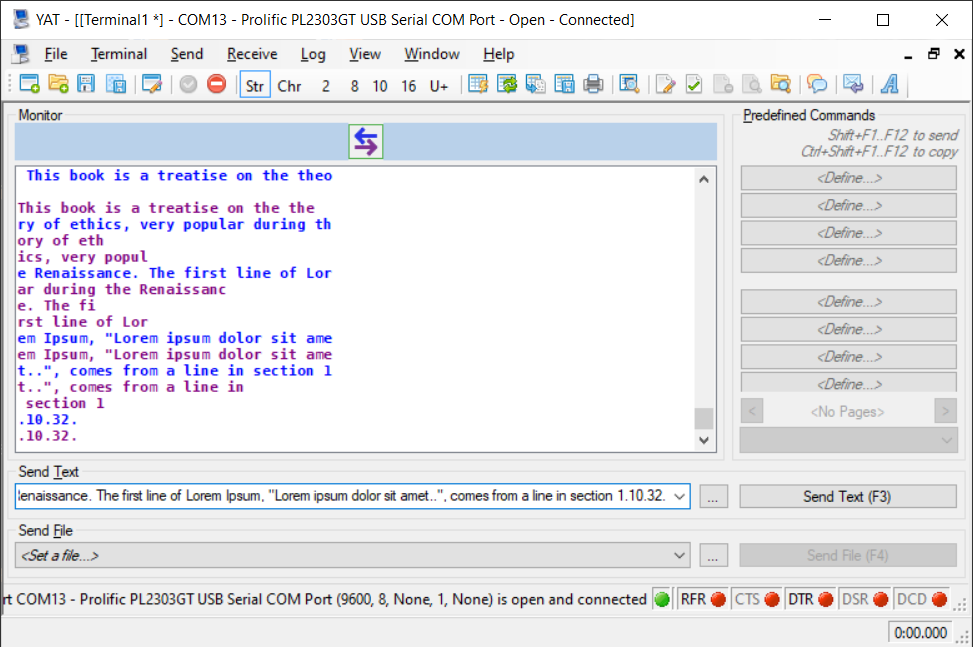 YAT - [[Terminal1 *] - COM13 - Prolific PL2303GT USB Serial COM Port - Open - Connected]
File Terminal Send Receive Log View Window Help
Str Chr 2 8 10 16 U+
Monitor
This book is a treatise on the theo
This book is a treatise on the the
ry of ethics, very popular during th
ory of eth
ics, very popul
e Renaissance. The first line of Lor
ar during the Renaissanc
e. The fi
rst line of Lor
em Ipsum, "Lorem ipsum dolor sit ame
em Ipsum, "Lorem ipsum dolor sit ame
t..", comes from a line in section 1
t..", comes from a line in
section 1
.10.32.
.10.32.
Predefined Commands
Shift+F1..F12 to send
Ctrl+Shift+F1..F12 to copy
<Define...>
<Define...>
<Define...>
<Define...>
<Define...>
<Define...>
<Define...>
<Define...>
< <No Pages> >
Send Text
lenaissance. The first line of Lorem Ipsum, "Lorem ipsum dolor sit amet..", comes from a line in section 1.10.32. ... Send Text (F3)
Send File
<Set a file...> ... Send File (F4)
rt COM13 - Prolific PL2303GT USB Serial COM Port (9600, 8, None, 1, None) is open and connected RFR CTS DTR DSR DCD
0:00.000